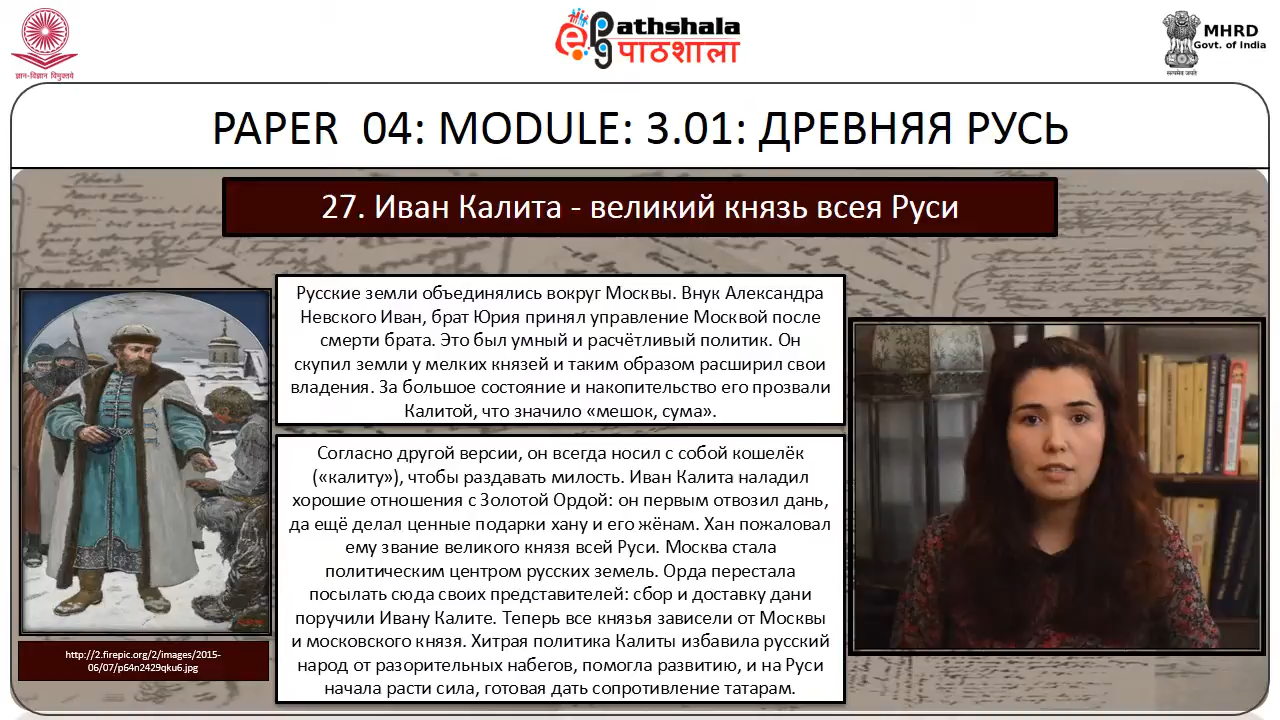 ज्ञान-विज्ञान विमुक्तये
ePathshala
पाठशाला
MHRD
Govt. of India
सत्यमेव जयते
PAPER 04: MODULE: 3.01: ДРЕВНЯЯ РУСЬ
27. Иван Калита - великий князь всея Руси
Русские земли объединялись вокруг Москвы. Внук Александра
Невского Иван, брат Юрия принял управление Москвой после
смерти брата. Это был умный и расчётливый политик. Он
скупил земли у мелких князей и таким образом расширил свои
владения. За большое состояние и накопительство его прозвали
Калитой, что значило «мешок, сума».
Согласно другой версии, он всегда носил с собой кошелёк
(«калиту»), чтобы раздавать милость. Иван Калита наладил
хорошие отношения с Золотой Ордой: он первым отвозил дань,
да ещё делал ценные подарки хану и его жёнам. Хан пожаловал
ему звание великого князя всей Руси. Москва стала
политическим центром русских земель. Орда перестала
посылать сюда своих представителей: сбор и доставку дани
поручили Ивану Калите. Теперь все князья зависели от Москвы
и московского князя. Хитрая политика Калиты избавила русский
народ от разорительных набегов, помогла развитию, и на Руси
начала расти сила, готовая дать сопротивление татарам.
http://2.firepic.org/2/images/2015-
06/07/p64n2429qku6.jpg